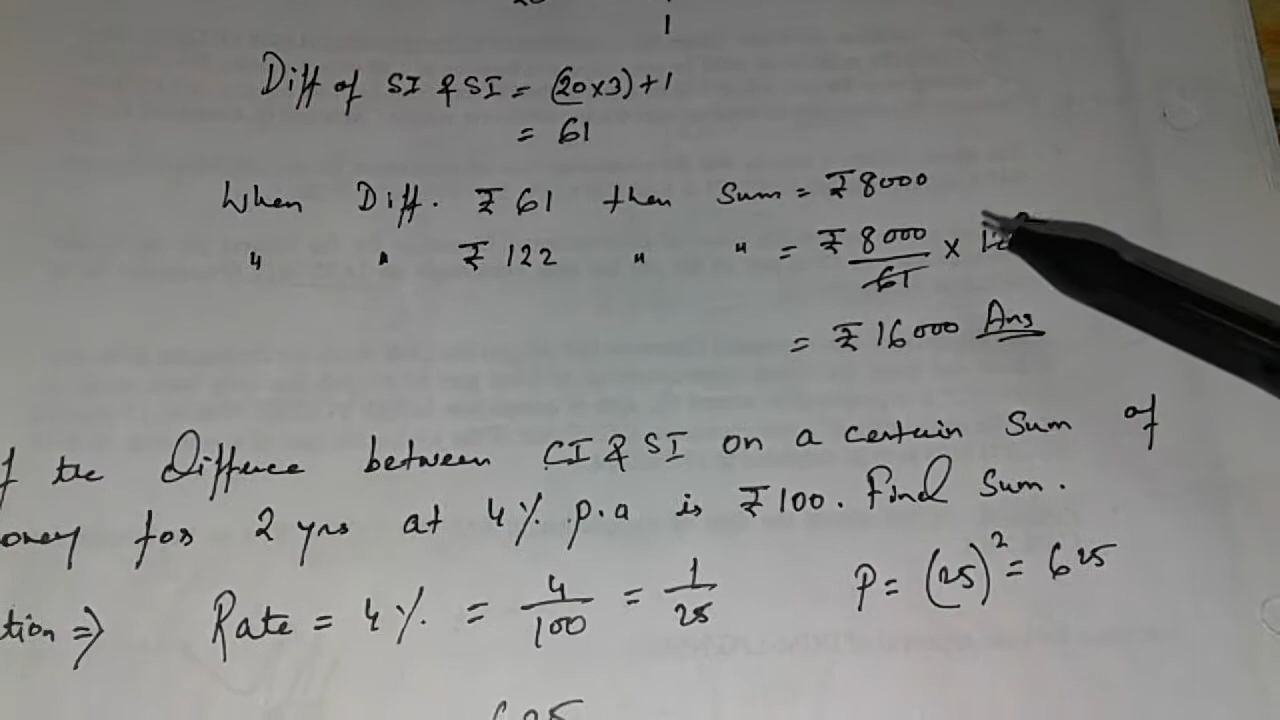 1
Diff of SI & SI = (20×3)+1
= 61
When Diff. ₹ 61 then Sum = ₹ 8000
" " ₹ 122 " " = ₹ 8000/61 ×
= ₹ 16000 Ans
the Diffence between CI & SI on a certain Sum of
for 2 yrs at 4% p.a is ₹ 100. Find Sum.
Rate = 4% = 4/100 = 1/25 P = (25)² = 625